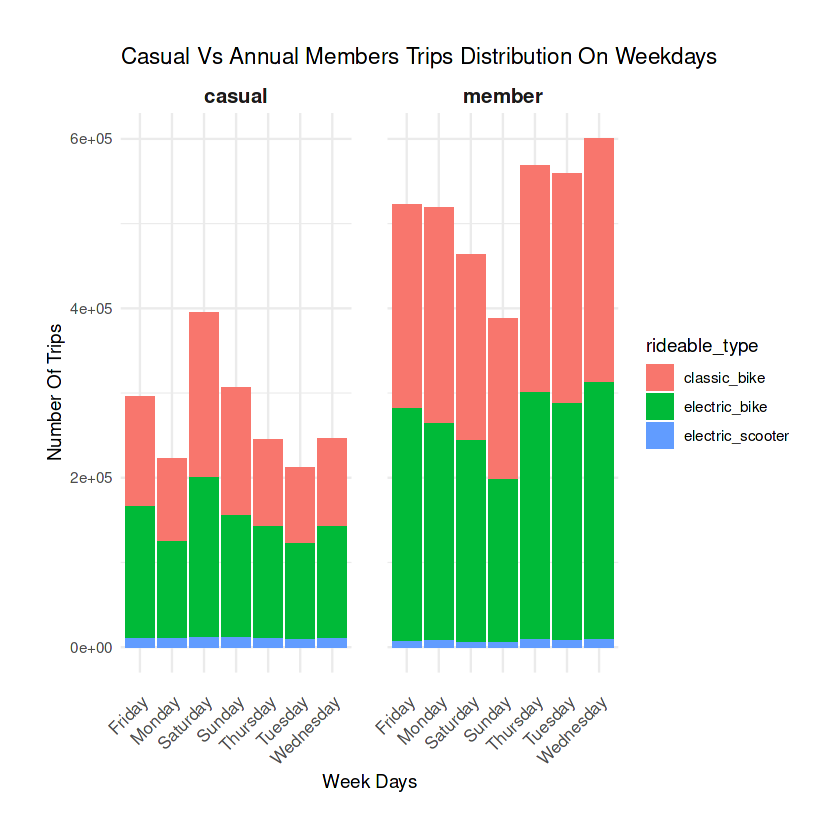 Casual Vs Annual Members Trips Distribution On Weekdays
casual
member
Number Of Trips
6e+05
4e+05
2e+05
0e+00
Friday
Monday
Saturday
Sunday
Thursday
Tuesday
Wednesday
Friday
Monday
Saturday
Sunday
Thursday
Tuesday
Wednesday
Week Days
rideable_type
classic_bike
electric_bike
electric_scooter